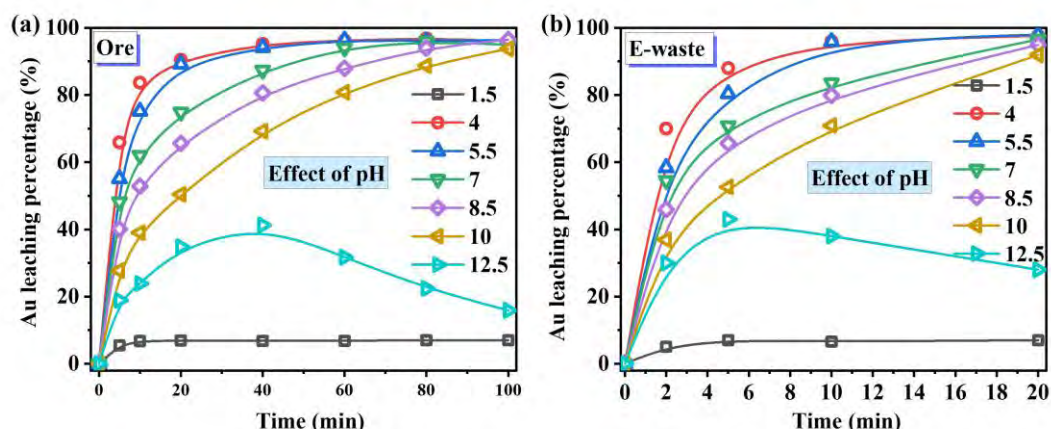 (a)
Ore
Au leaching percentage (%)
100
80
60
40
20
0
1.5
4
5.5
7
8.5
10
12.5
Effect of pH
0 20 40 60 80 100
Time (min)
(b)
E-waste
Au leaching percentage (%)
100
80
60
40
20
0
1.5
4
5.5
7
8.5
10
12.5
Effect of pH
0 2 4 6 8 10 12 14 16 18 20
Time (min)